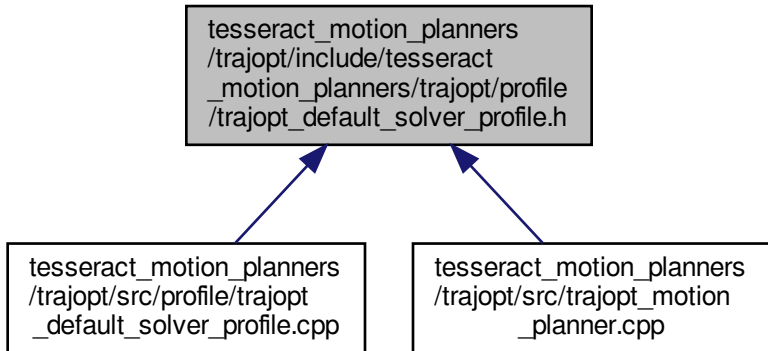 tesseract_motion_planners
/trajopt/include/tesseract
_motion_planners/trajopt/profile
/trajopt_default_solver_profile.h
tesseract_motion_planners
/trajopt/src/profile/trajopt
_default_solver_profile.cpp
tesseract_motion_planners
/trajopt/src/trajopt_motion
_planner.cpp